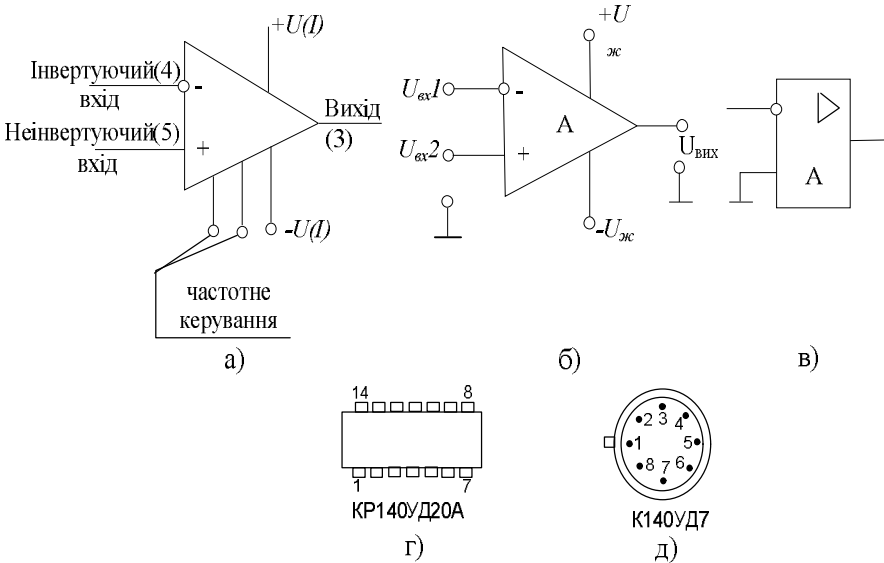 +U(I)
Інвертуючий(4)
вхід
-
Неінвертуючий(5)
вхід
+
Вихід
(3)
-U(I)
частотне
керування
а)
+U
ж
Uвх1
-
А
Uвх2
+
Uвих
-Uж
б)
А
в)
14 8
1 7
КР140УД20А
г)
3
2 4
1 5
8 7 6
К140УД7
д)